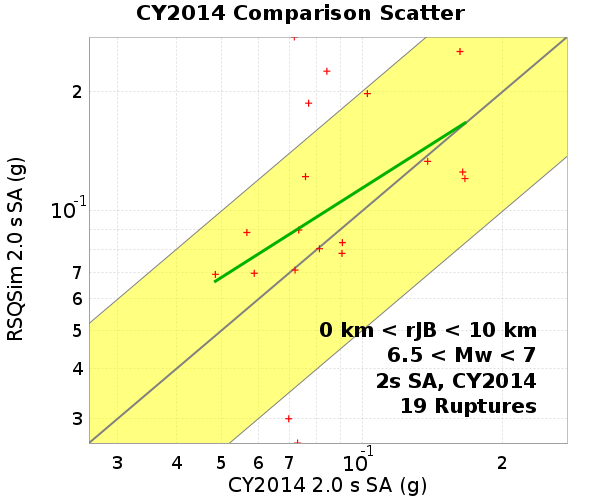 CY2014 Comparison Scatter
RSQSim 2.0 s SA (g)
2
10-1
7
6
5
4
3
0 km < rJB < 10 km
6.5 < Mw < 7
2s SA, CY2014
19 Ruptures
3 4 5 6 7 10-1 2
CY2014 2.0 s SA (g)